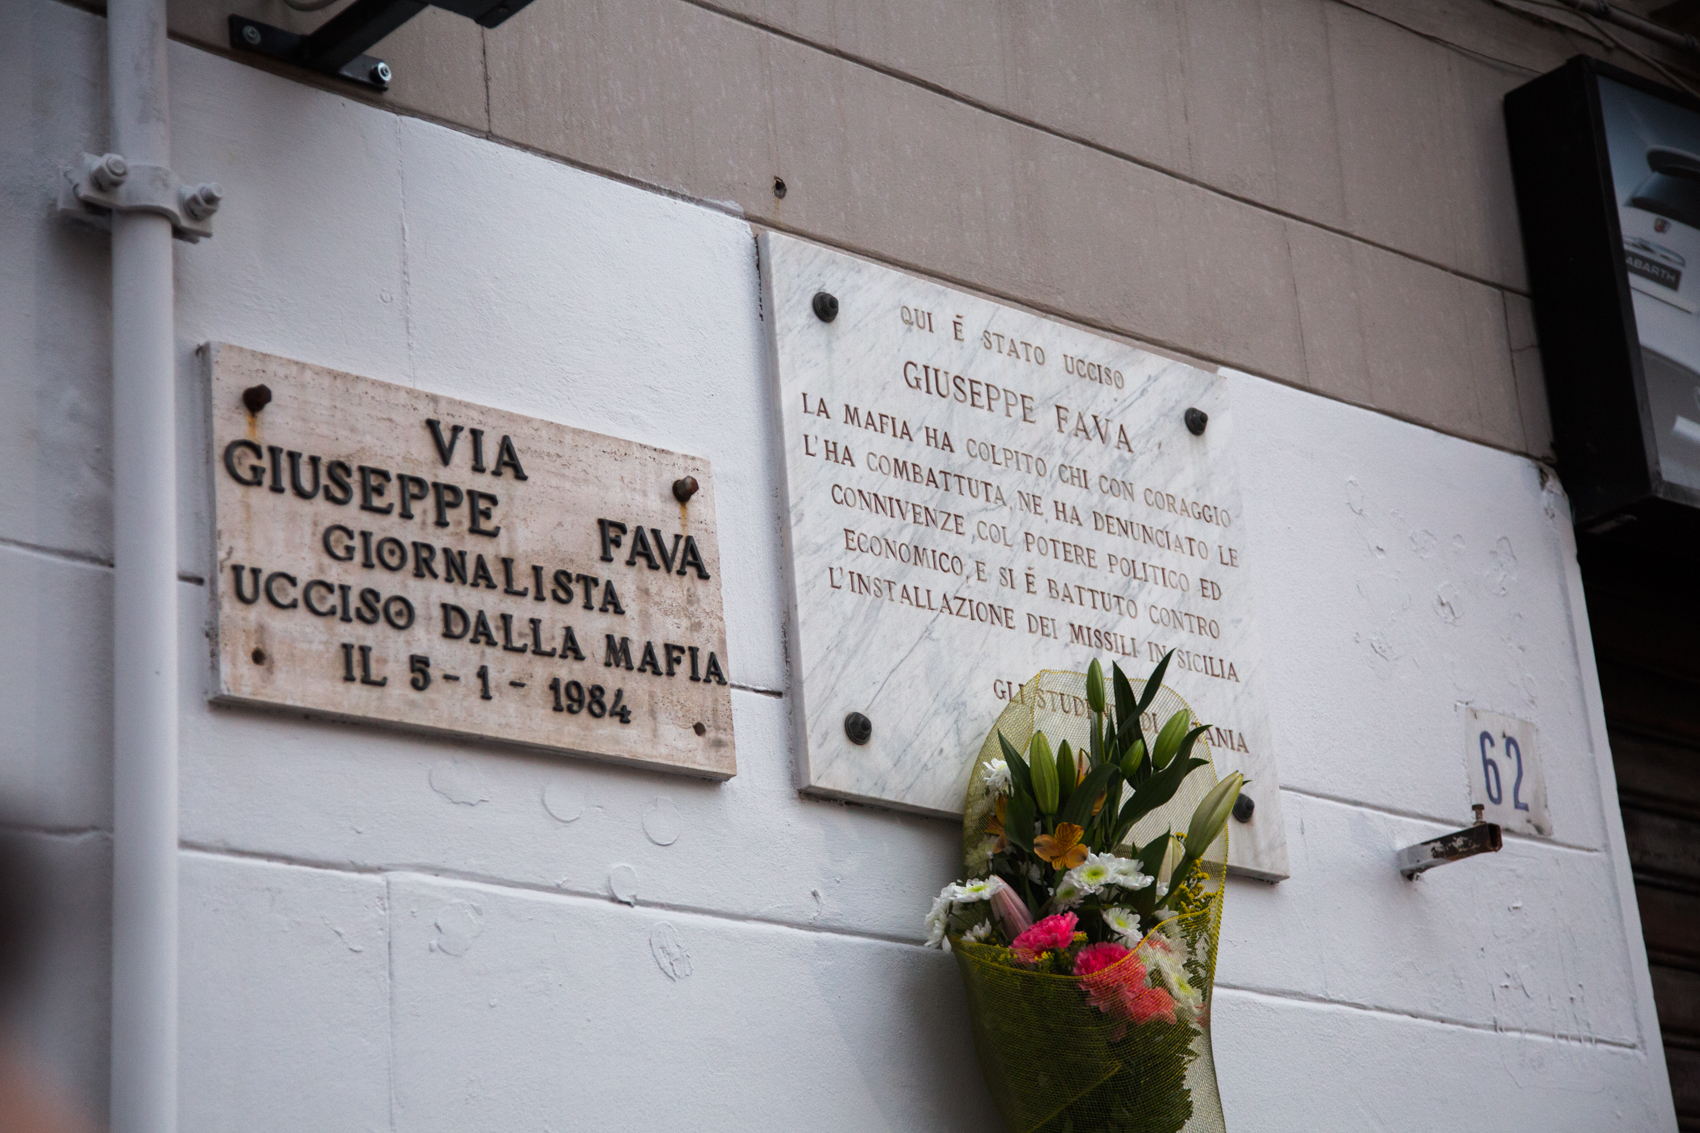 VIA
GIUSEPPE FAVA
GIORNALISTA
UCCISO DALLA MAFIA
IL 5-1-1984
QUI É STATO UCCISO
GIUSEPPE FAVA
LA MAFIA HA COLPITO CHI CON CORAGGIO
L'HA COMBATTUTA, NE HA DENUNCIATO LE
CONNIVENZE COL POTERE POLITICO ED
ECONOMICO, E SI É BATTUTO CONTRO
L'INSTALLAZIONE DEI MISSILI IN SICILIA
GLI
ABARTH
62